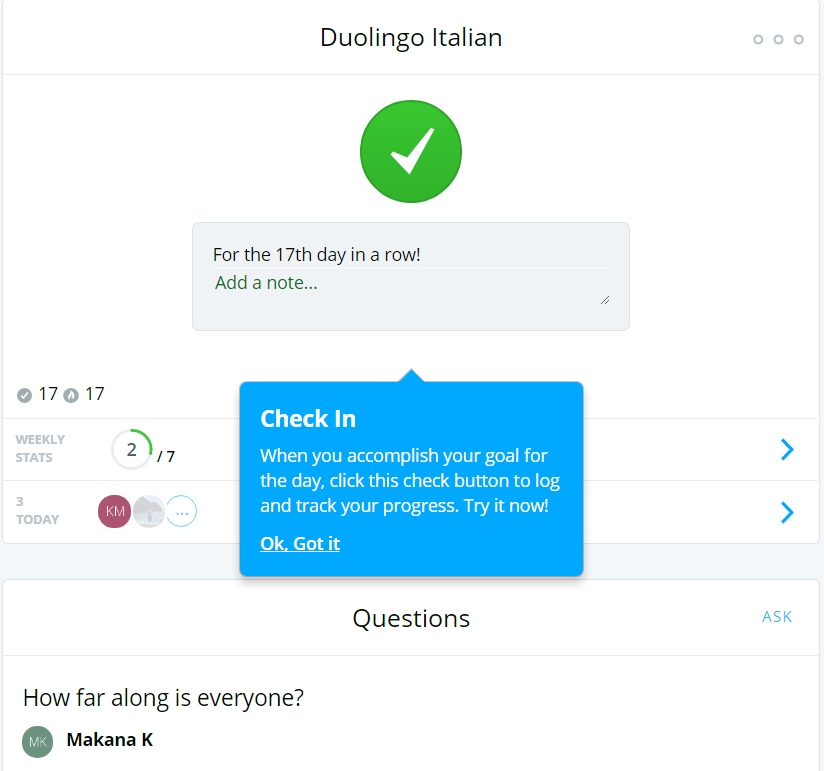 Duolingo Italian
For the 17th day in a row!
Add a note...
17 17
WEEKLY
STATS
2 / 7
3
TODAY
KM ...
Check In
When you accomplish your goal for
the day, click this check button to log
and track your progress. Try it now!
Ok, Got it
Questions
ASK
How far along is everyone?
MK Makana K